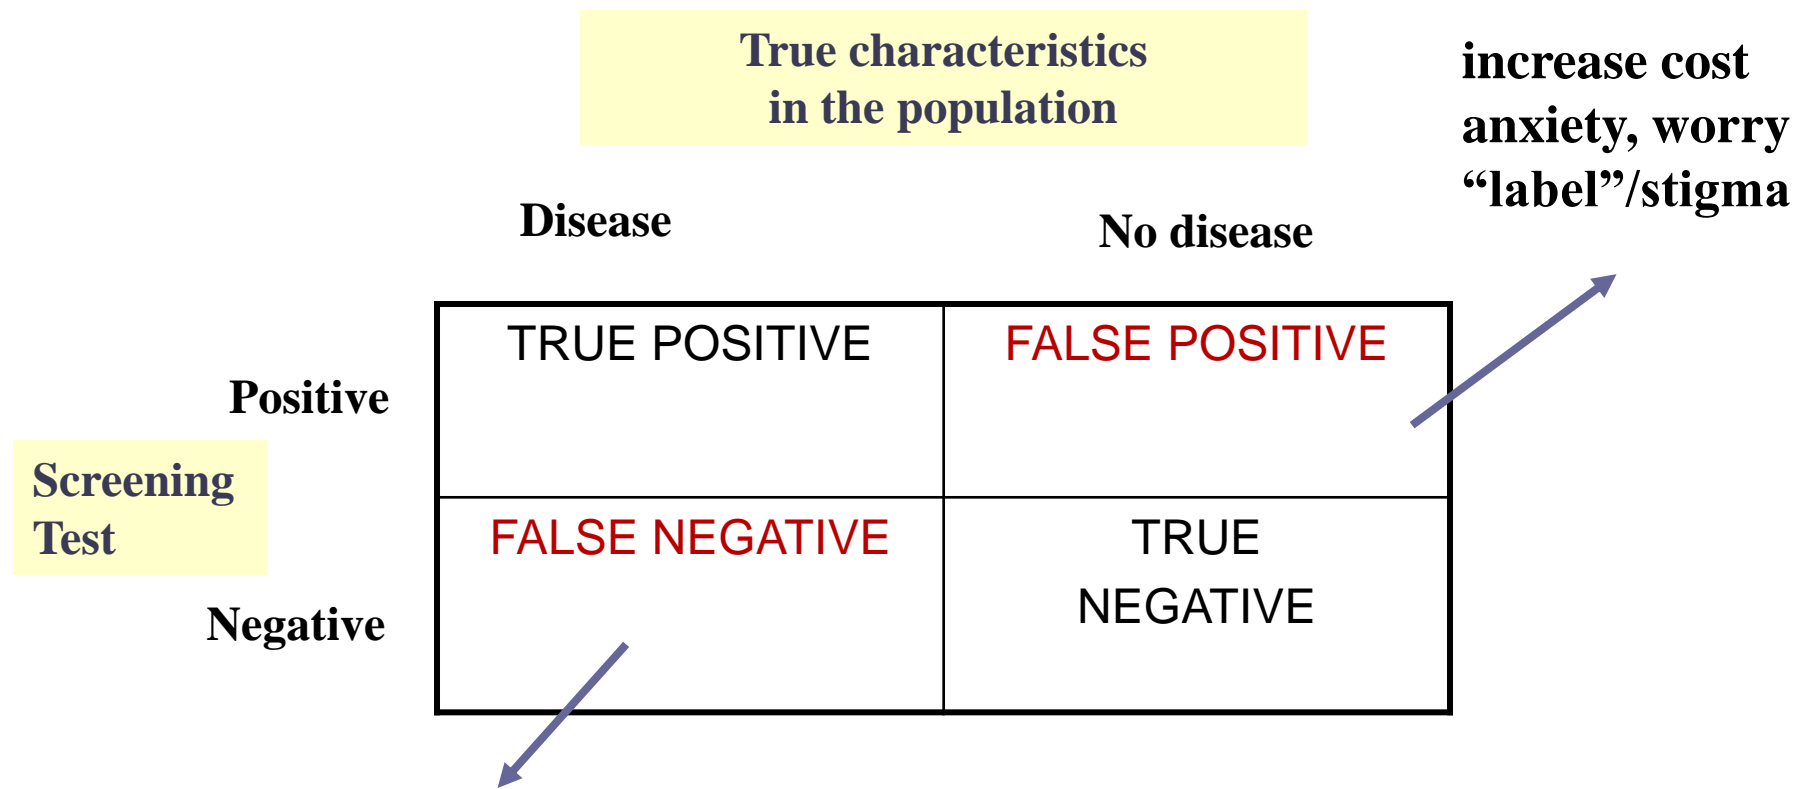 True characteristics
in the population
increase cost
anxiety, worry
“label”/stigma
Disease
No disease
TRUE POSITIVE
FALSE POSITIVE
Positive
Screening
Test
FALSE NEGATIVE
TRUE
NEGATIVE
Negative